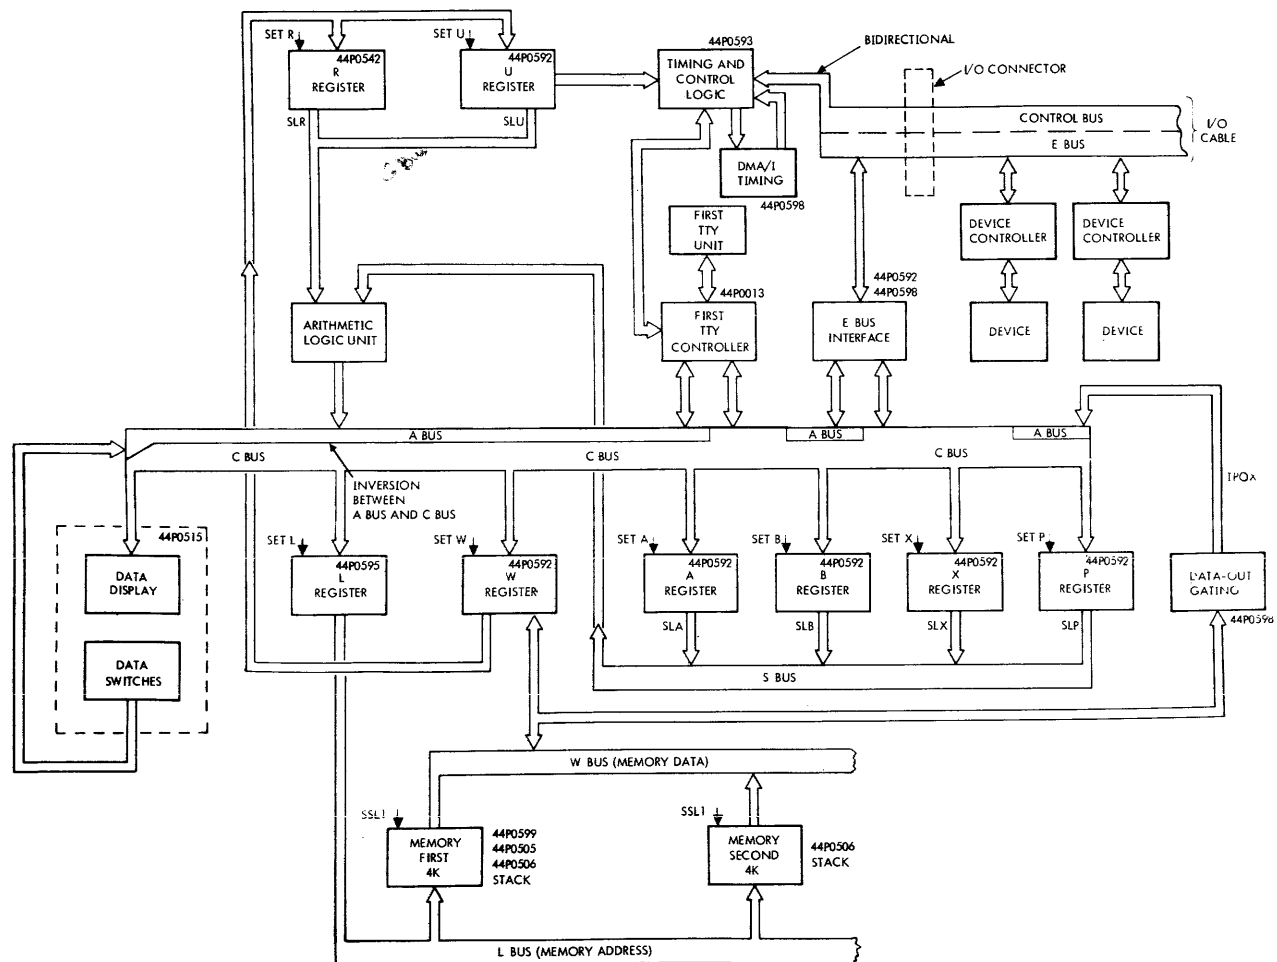 SET R
44P0542
R
REGISTER
SET U
44P0592
U
REGISTER
44P0593
TIMING AND
CONTROL
LOGIC
BIDIRECTIONAL
I/O CONNECTOR
CONTROL BUS
E BUS
I/O
CABLE
SLR
SLU
DMA/I
TIMING
44P0598
FIRST
TTY
UNIT
DEVICE
CONTROLLER
DEVICE
CONTROLLER
44P0013
44P0592
44P0598
ARITHMETIC
LOGIC UNIT
FIRST
TTY
CONTROLLER
E BUS
INTERFACE
DEVICE
DEVICE
A BUS
A BUS
A BUS
C BUS
C BUS
C BUS
INVERSION
BETWEEN
A BUS AND C BUS
44P0515
DATA
DISPLAY
DATA
SWITCHES
SET L
44P0595
L
REGISTER
SET W
44P0592
W
REGISTER
SET A
44P0592
A
REGISTER
SET B
44P0592
B
REGISTER
SET X
44P0592
X
REGISTER
SET P
44P0592
P
REGISTER
DATA-OUT
GATING
44P0598
SLA
SLB
SLX
SLP
S BUS
W BUS (MEMORY DATA)
SSL1
MEMORY
FIRST
4K
44P0599
44P0505
44P0506
STACK
SSL1
MEMORY
SECOND
4K
44P0506
STACK
L BUS (MEMORY ADDRESS)